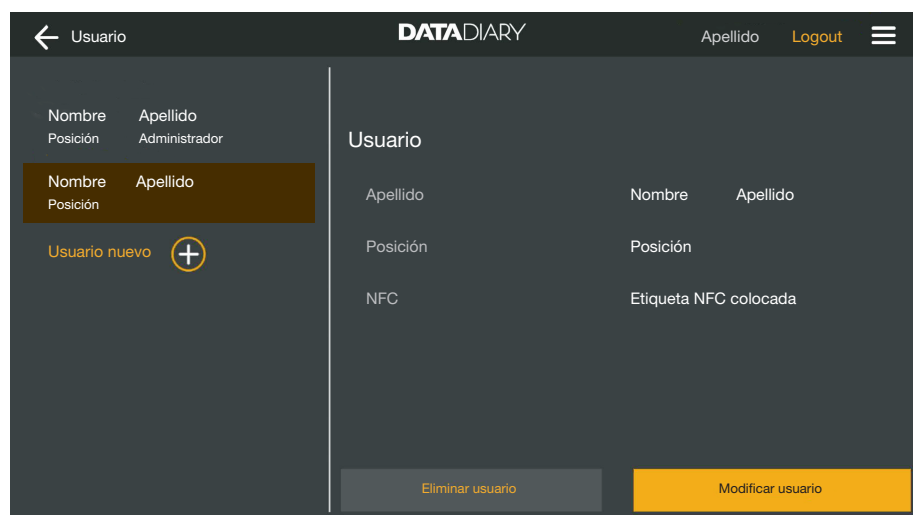 Usuario DATADIARY Apellido Logout
Nombre Apellido
Posición Administrador
Nombre Apellido
Posición
Usuario nuevo
Usuario
Apellido Nombre Apellido
Posición Posición
NFC Etiqueta NFC colocada
Eliminar usuario Modificar usuario